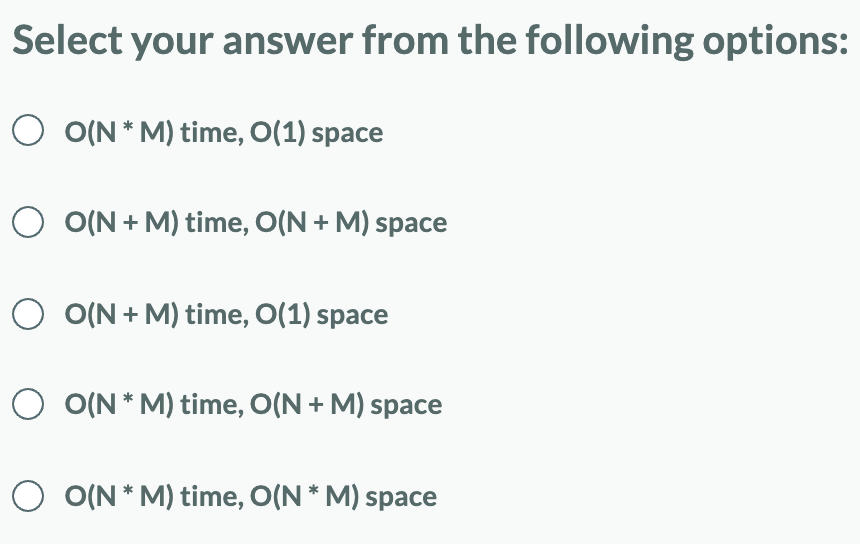 Select your answer from the following options:
O(N * M) time, O(1) space
O(N + M) time, O(N + M) space
O(N + M) time, O(1) space
O(N * M) time, O(N + M) space
O(N * M) time, O(N * M) space